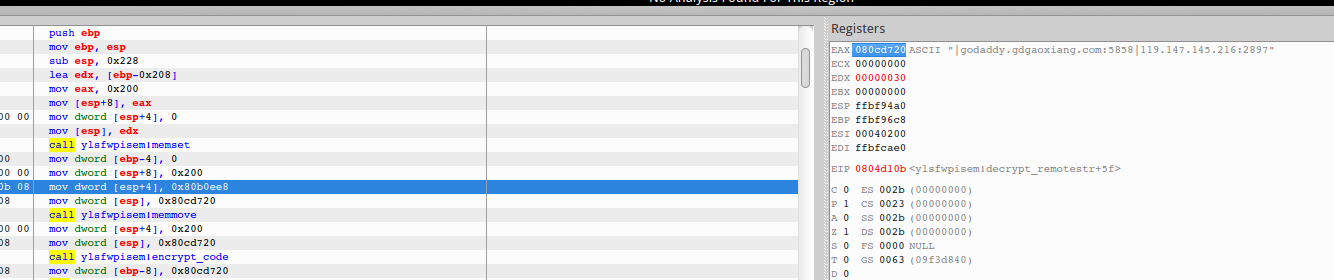 No Analysis Found For This Region
push ebp
mov ebp, esp
sub esp, 0x228
lea edx, [ebp-0x208]
mov eax, 0x200
mov [esp+8], eax
00 00 mov dword [esp+4], 0
mov [esp], edx
call ylsfwpisem!memset
00 mov dword [ebp-4], 0
00 00 mov dword [esp+8], 0x200
0b 08 mov dword [esp+4], 0x80b0ee8
08 mov dword [esp], 0x80cd720
call ylsfwpisem!memmove
00 00 mov dword [esp+4], 0x200
08 mov dword [esp], 0x80cd720
call ylsfwpisem!encrypt_code
08 mov dword [ebp-8], 0x80cd720
Registers
EAX 080cd720 ASCII "|godaddy.gdgaoxiang.com:5858|119.147.145.216:2897"
ECX 00000000
EDX 00000030
EBX 00000000
ESP ffbf94a0
EBP ffbf96c8
ESI 00040200
EDI ffbfcae0
EIP 0804d10b <ylsfwpisem!decrypt_remotestr+5f>
C 0 ES 002b (00000000)
P 1 CS 0023 (00000000)
A 0 SS 002b (00000000)
Z 1 DS 002b (00000000)
S 0 FS 0000 NULL
T 0 GS 0063 (09f3d840)
D 0